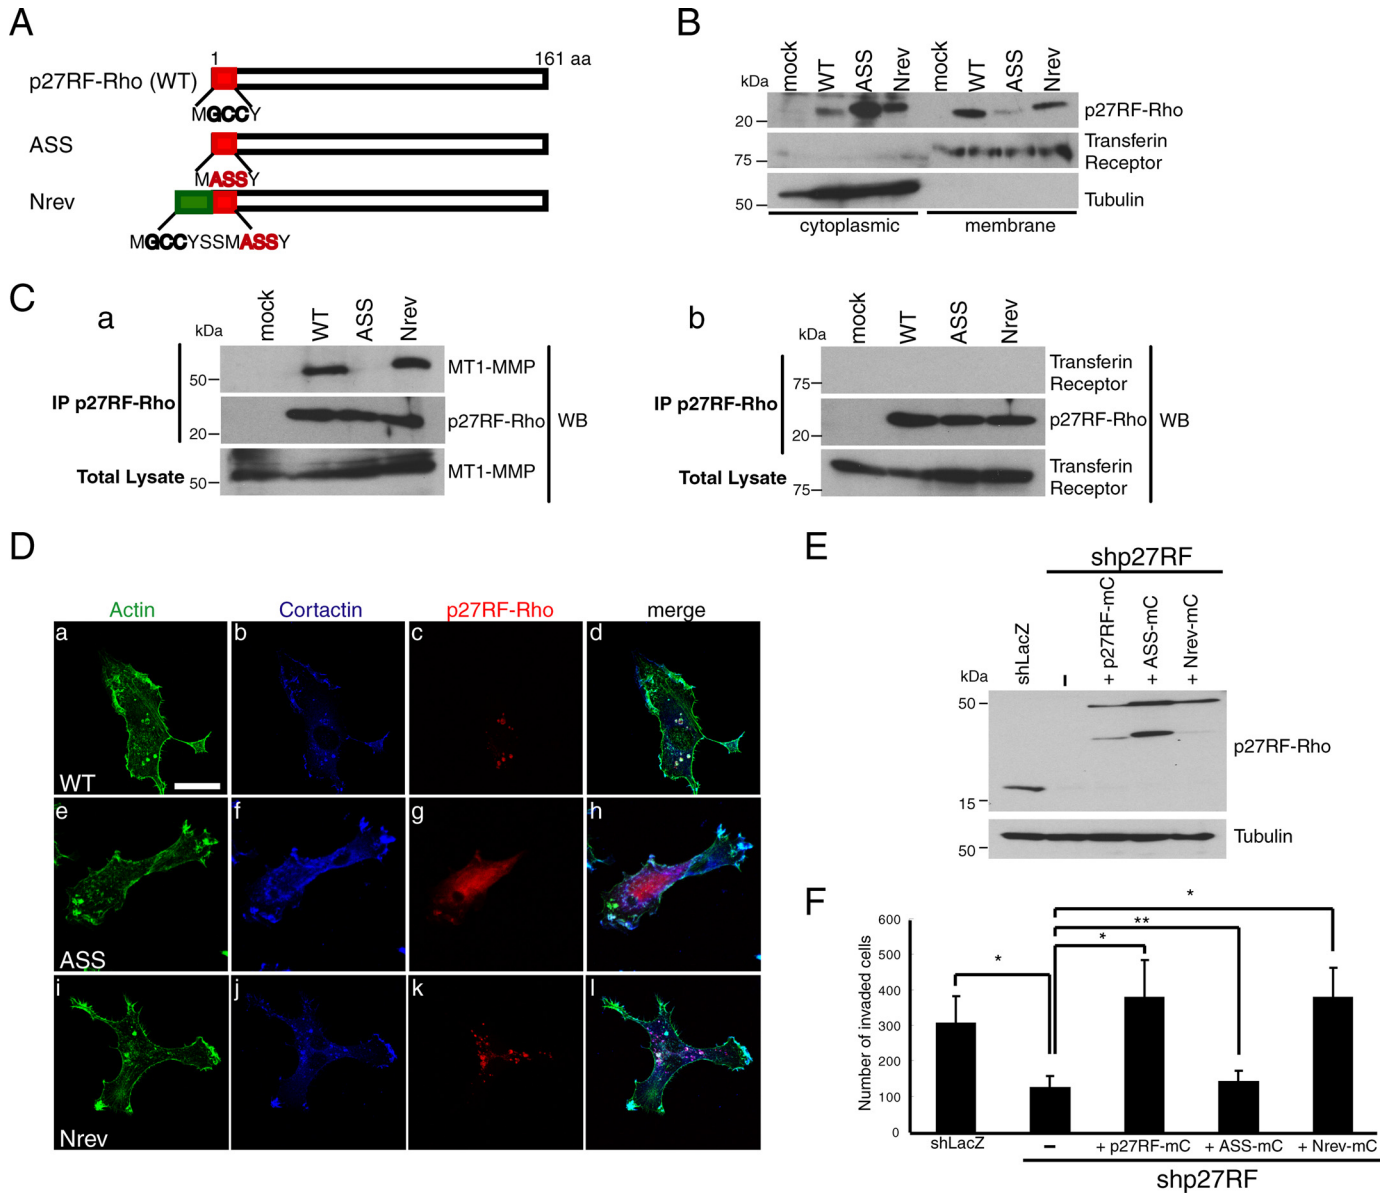 A
1 161 aa
p27RF-Rho (WT)
MGCCY
ASS
MASSY
Nrev
MGCCYSSMASSY
B
mock WT ASS Nrev mock WT ASS Nrev
kDa
20
p27RF-Rho
75
Transferin
Receptor
50
Tubulin
cytoplasmic membrane
C
a
mock WT ASS Nrev
kDa
IP p27RF-Rho
50
MT1-MMP
20
p27RF-Rho
WB
Total Lysate
50
MT1-MMP
b
mock WT ASS Nrev
kDa
IP p27RF-Rho
75
Transferin
Receptor
20
p27RF-Rho
WB
Total Lysate
75
Transferin
Receptor
D
Actin Cortactin p27RF-Rho merge
a b c d
WT
e f g h
ASS
i j k l
Nrev
E
shp27RF
shLacZ – + p27RF-mC + ASS-mC + Nrev-mC
kDa
50
p27RF-Rho
15
50
Tubulin
F
Number of invaded cells
600
500
400
300
200
100
0
* * ** *
shLacZ – + p27RF-mC + ASS-mC + Nrev-mC
shp27RF